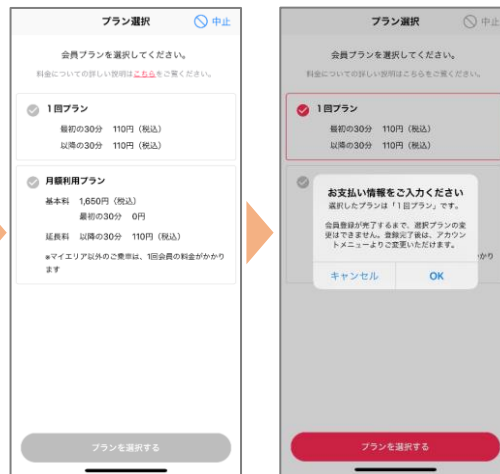 プラン選択
中止
会員プランを選択してください。
料金についての詳しい説明はこちらをご覧ください。
1回プラン
最初の30分 110円（税込）
以降の30分 110円（税込）
月額利用プラン
基本料 1,650円（税込）
最初の30分 0円
延長料 以降の30分 110円（税込）
※マイエリア以外のご乗車は、1回会員の料金がかかり
ます
プランを選択する
プラン選択
中止
会員プランを選択してください。
料金についての詳しい説明はこちらをご覧ください。
1回プラン
最初の30分 110円（税込）
以降の30分 110円（税込）
お支払い情報をご入力ください
選択したプランは「1回プラン」です。
会員登録が完了するまで、選択プランの変
更はできません。登録完了後は、アカウン
トメニューよりご変更いただけます。
かかり
キャンセル
OK
プランを選択する